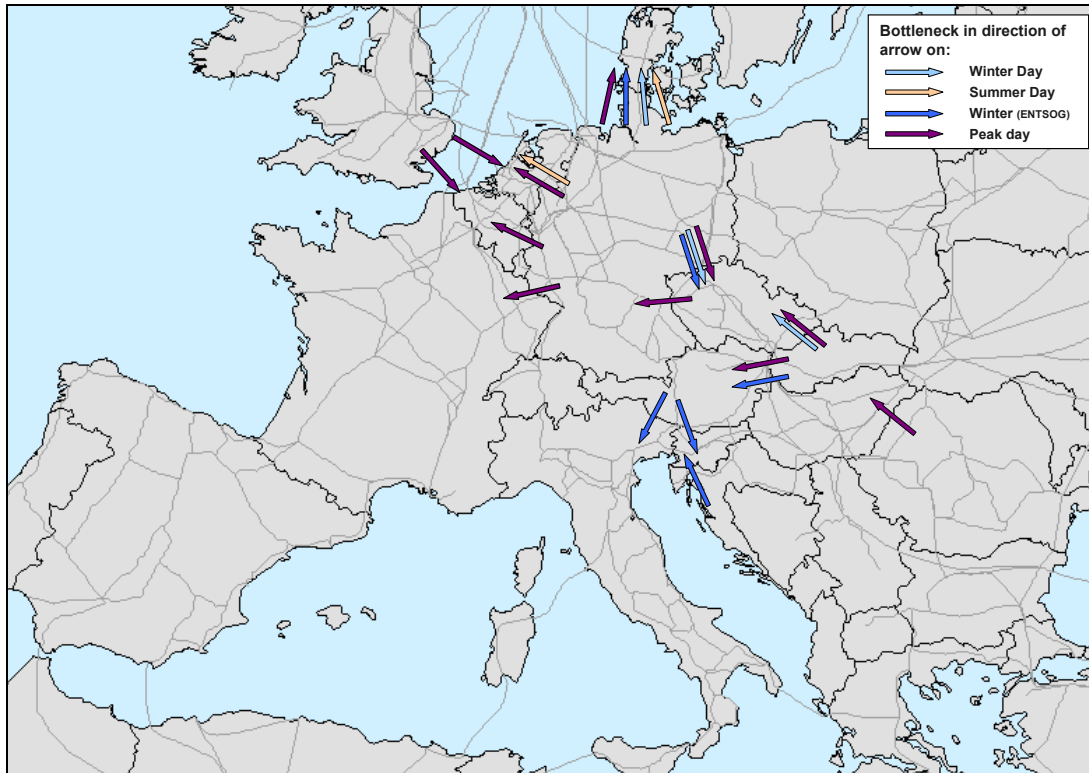 Bottleneck in direction of
arrow on:
Winter Day
Summer Day
Winter (ENTSOG)
Peak day